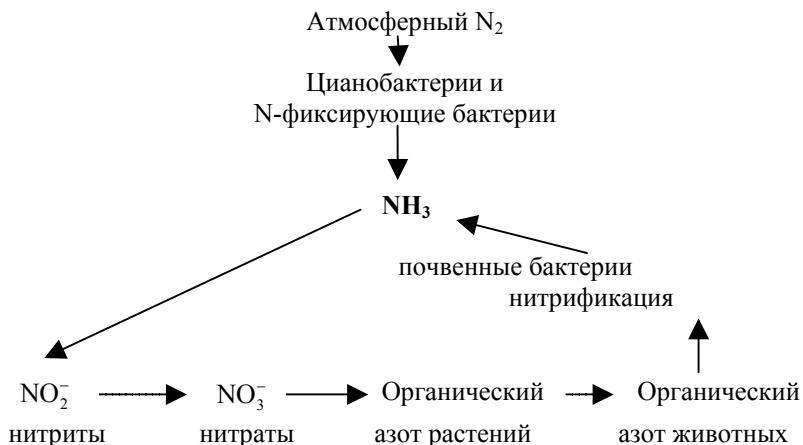 Атмосферный N₂
Цианобактерии и
N-фиксирующие бактерии
NH₃
почвенные бактерии
нитрификация
NO₂⁻ NO₃⁻ Органический Органический
нитриты нитраты азот растений азот животных